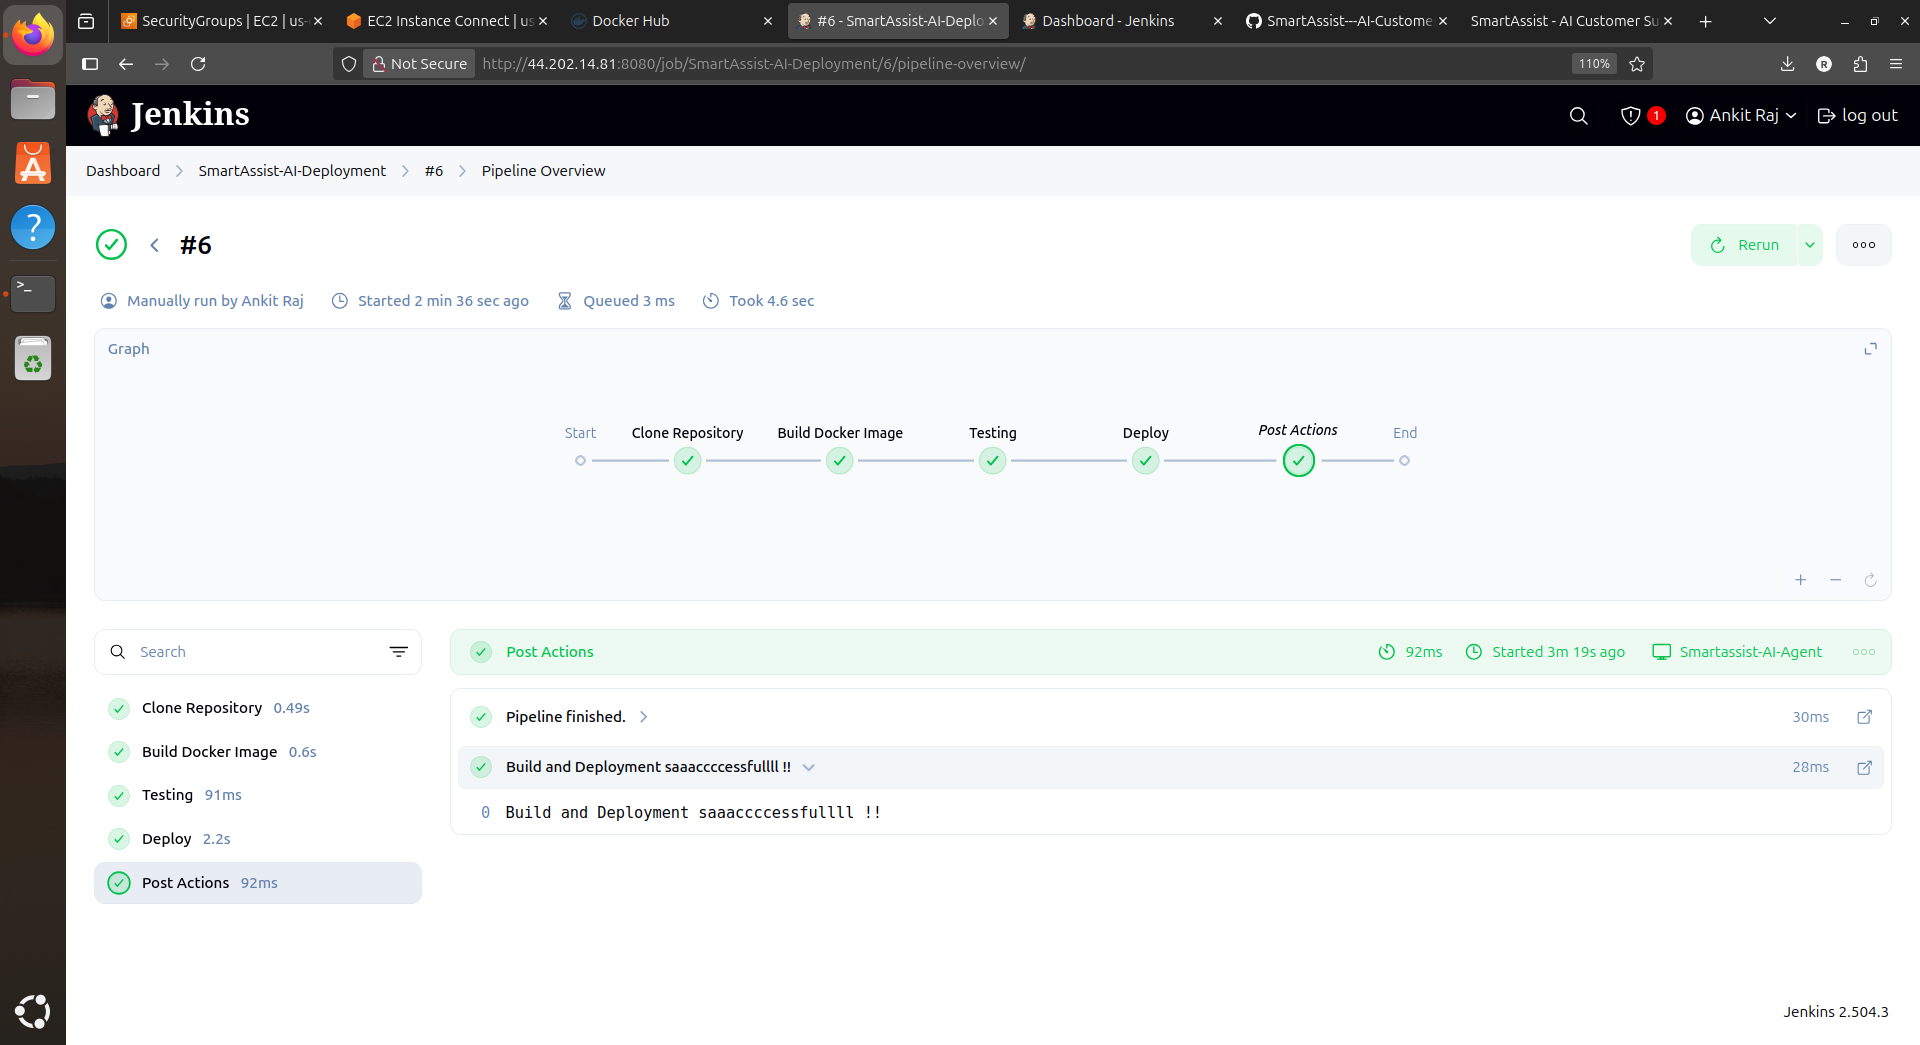 SecurityGroups | EC2 | us-
EC2 Instance Connect | us
Docker Hub
#6 - SmartAssist-AI-Deplo
Dashboard - Jenkins
SmartAssist---AI-Custome
SmartAssist - AI Customer Su
Not Secure
http://44.202.14.81:8080/job/SmartAssist-AI-Deployment/6/pipeline-overview/
110%
R
Jenkins
1
Ankit Raj
log out
Dashboard
SmartAssist-AI-Deployment
#6
Pipeline Overview
#6
Rerun
Manually run by Ankit Raj
Started 2 min 36 sec ago
Queued 3 ms
Took 4.6 sec
Graph
Start
Clone Repository
Build Docker Image
Testing
Deploy
Post Actions
End
Search
Clone Repository 0.49s
Build Docker Image 0.6s
Testing 91ms
Deploy 2.2s
Post Actions 92ms
Post Actions
92ms
Started 3m 19s ago
Smartassist-AI-Agent
Pipeline finished.
30ms
Build and Deployment saaaccccessfullll !!
28ms
0 Build and Deployment saaaccccessfullll !!
Jenkins 2.504.3